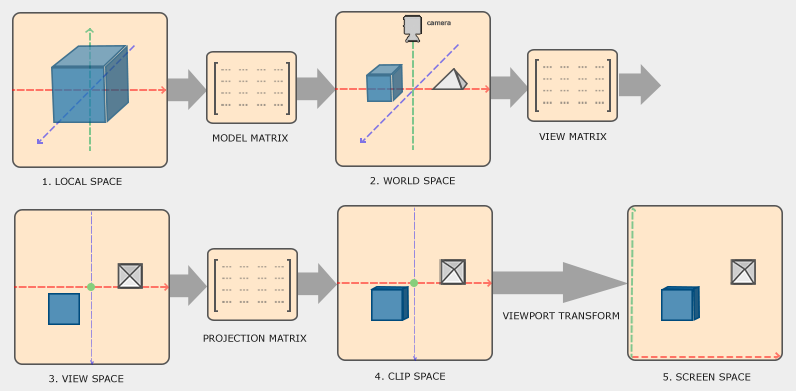 camera
MODEL MATRIX
VIEW MATRIX
1. LOCAL SPACE
2. WORLD SPACE
PROJECTION MATRIX
VIEWPORT TRANSFORM
3. VIEW SPACE
4. CLIP SPACE
5. SCREEN SPACE